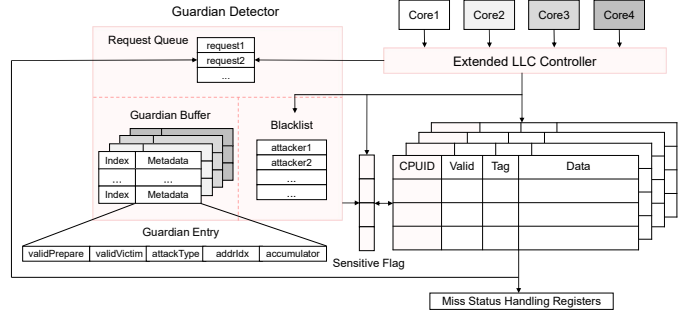 Guardian Detector
Core1 Core2 Core3 Core4
Request Queue
request1
request2
...
Extended LLC Controller
Guardian Buffer
Blacklist
Index Metadata
... ...
Index Metadata
attacker1
attacker2
...
...
CPUID Valid Tag Data
Guardian Entry
validPrepare validVictim attackType addrIdx accumulator
Sensitive Flag
Miss Status Handling Registers